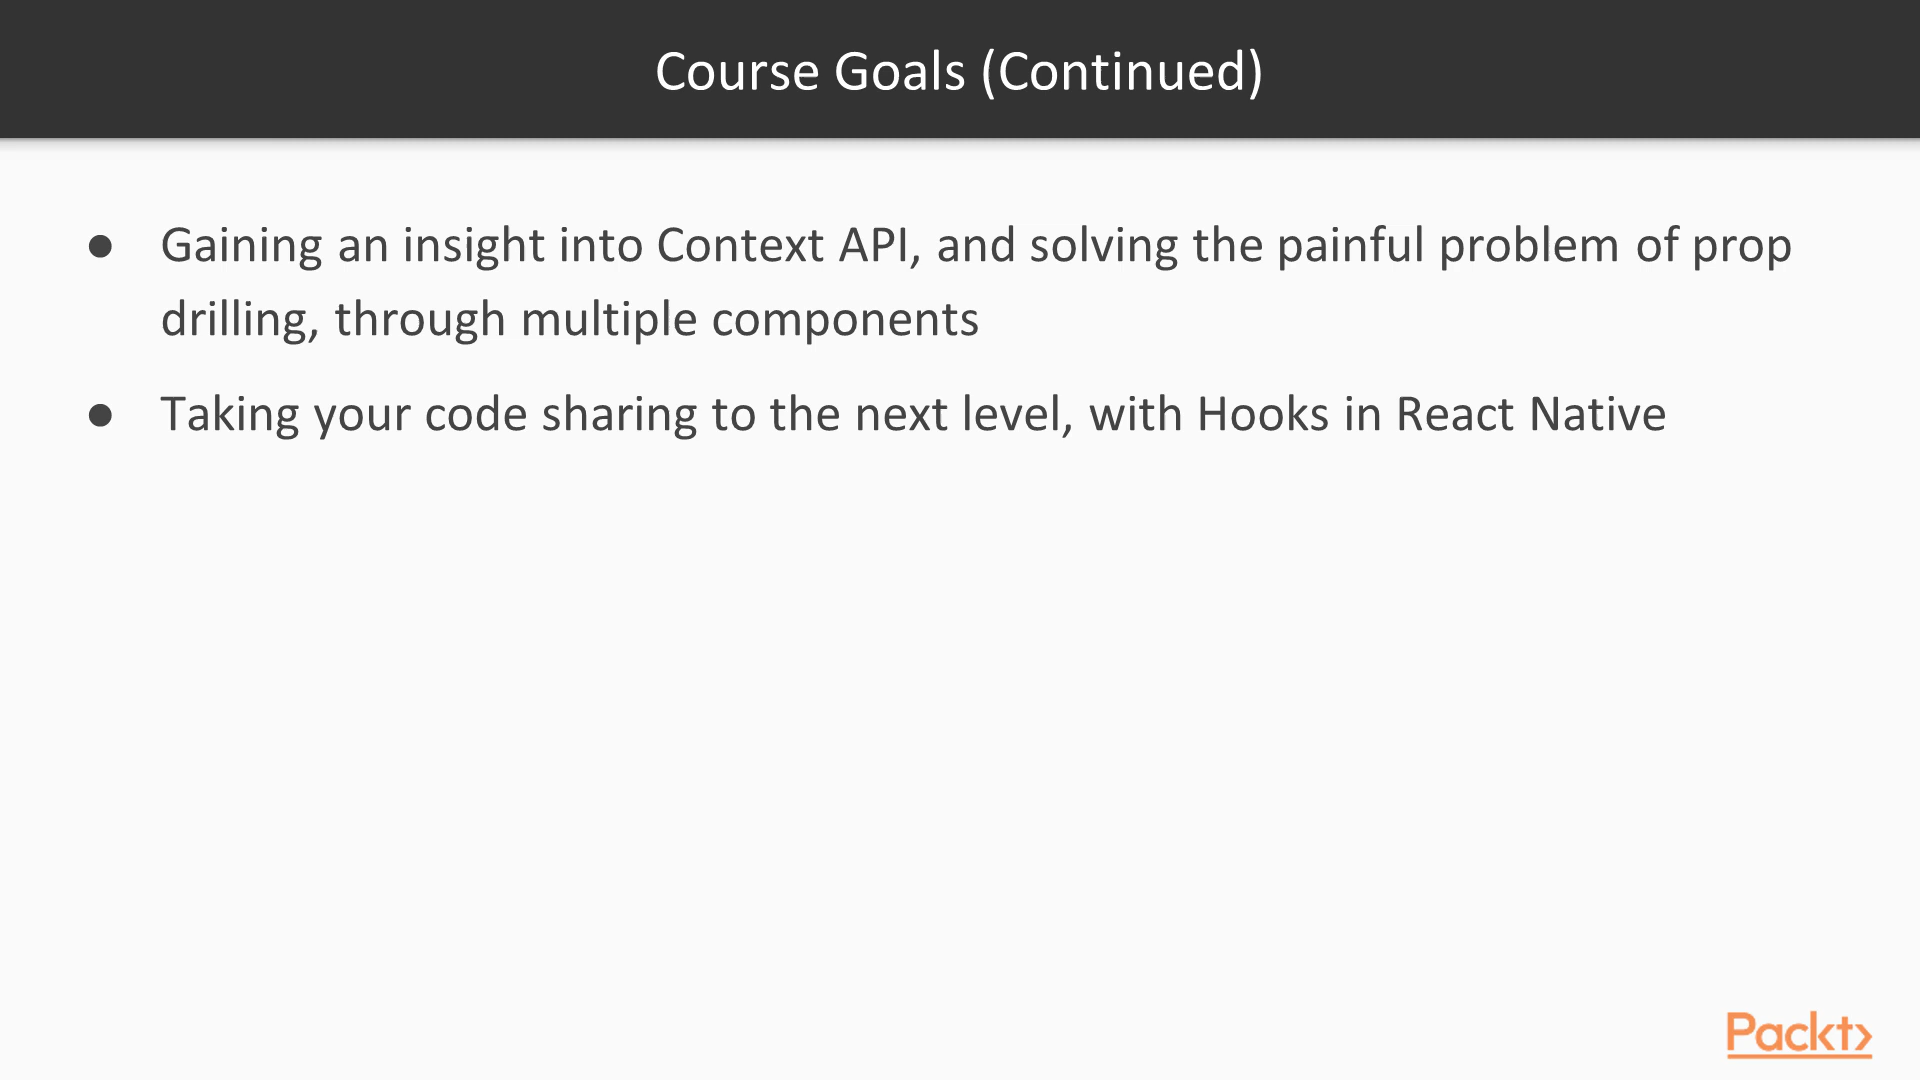 Course Goals (Continued)
● Gaining an insight into Context API, and solving the painful problem of prop
drilling, through multiple components
● Taking your code sharing to the next level, with Hooks in React Native
Packt>